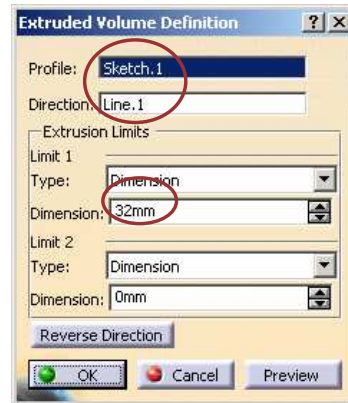 Extruded Volume Definition
Profile: Sketch.1
Direction: Line.1
Extrusion Limits
Limit 1
Type: Dimension
Dimension: 32mm
Limit 2
Type: Dimension
Dimension: 0mm
Reverse Direction
OK Cancel Preview